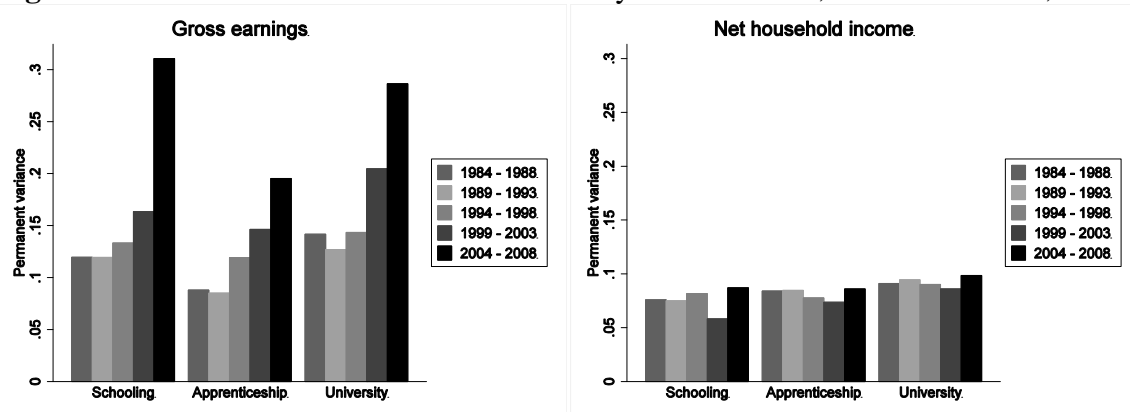 Gross earnings.
.3
.25
.2
.15
.1
.05
0
Permanent variance
Schooling.
Apprenticeship.
University.
1984 - 1988.
1989 - 1993.
1994 - 1998.
1999 - 2003.
2004 - 2008.
Net household income.
.3
.25
.2
.15
.1
.05
0
Permanent variance
Schooling.
Apprenticeship.
University.
1984 - 1988.
1989 - 1993.
1994 - 1998.
1999 - 2003.
2004 - 2008.